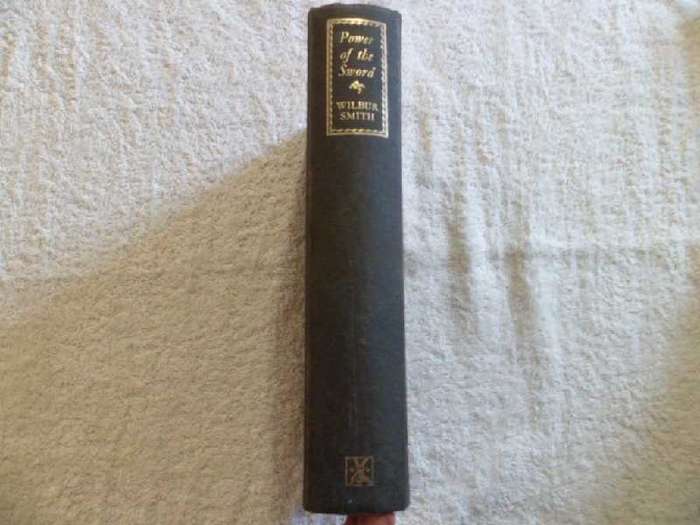 Power
of the
Sword
WILBUR
SMITH